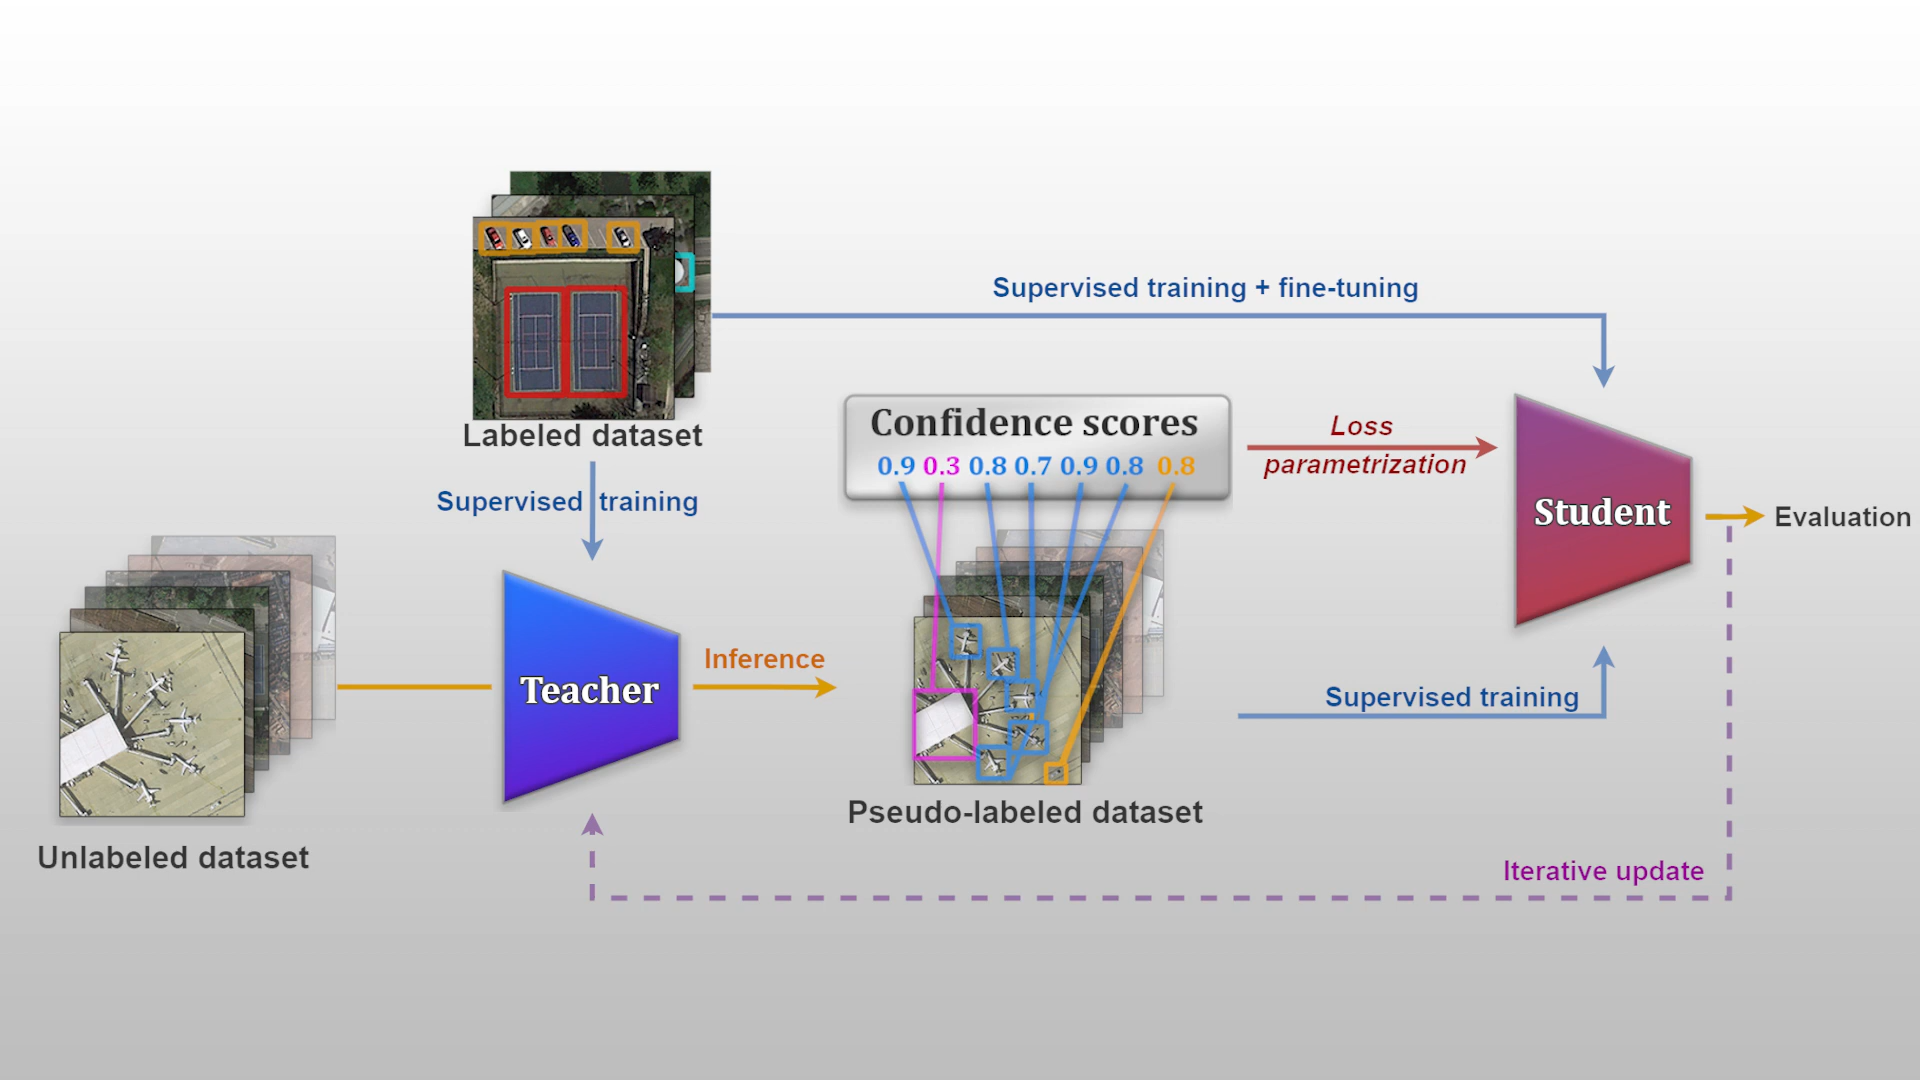 Supervised training + fine-tuning
Labeled dataset
Supervised training
Confidence scores
0.9 0.3 0.8 0.7 0.9 0.8 0.8
Loss
parametrization
Student
Evaluation
Teacher
Inference
Supervised training
Pseudo-labeled dataset
Unlabeled dataset
Iterative update